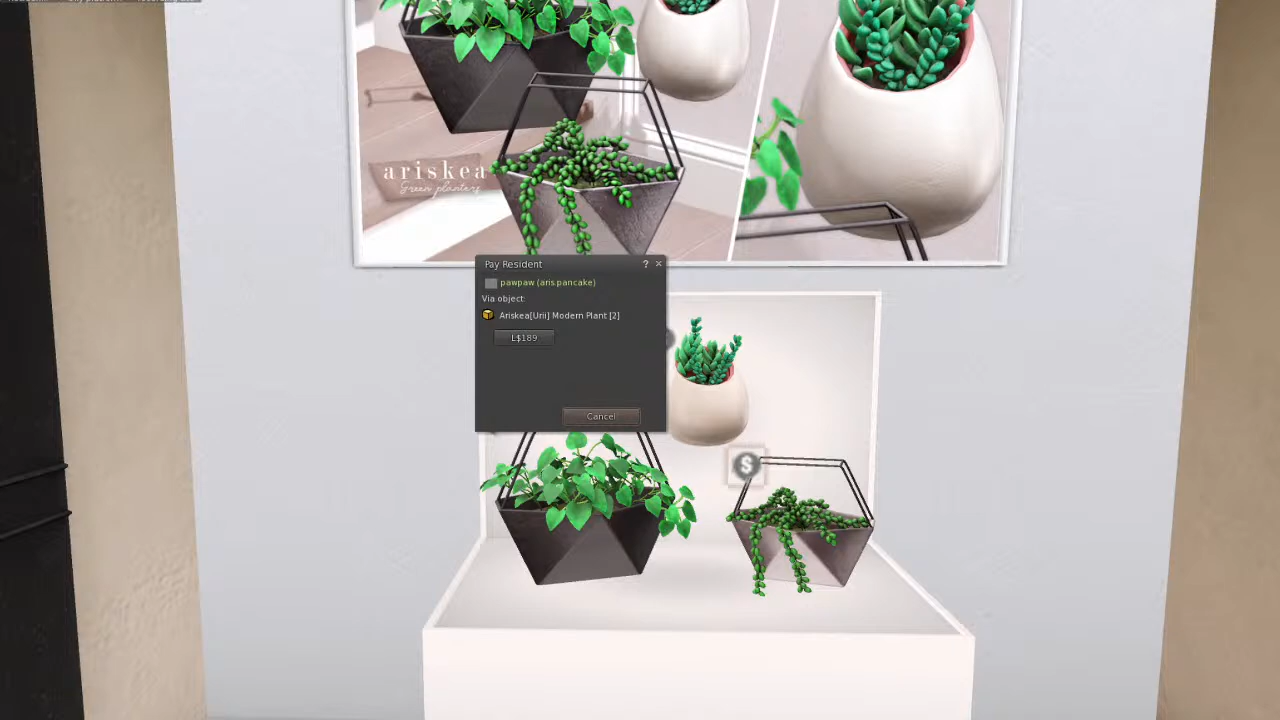 ariskea
Green planters
Pay Resident ? ×
pawpaw (aris.pancake)
Via object:
Ariskea[Urii] Modern Plant [2]
L$189
Cancel
$